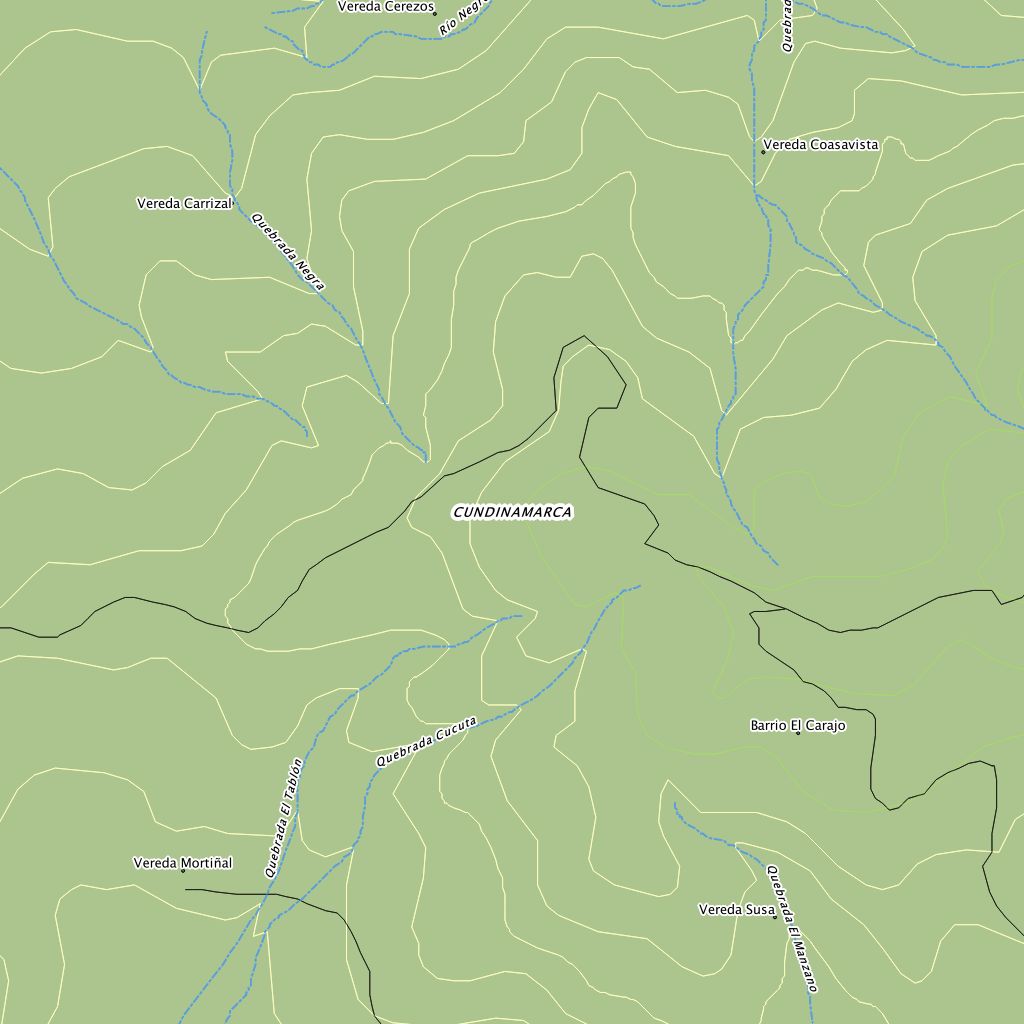 Vereda Cerezos
Río Negro
Quebrad
Vereda Coasavista
Vereda Carrizal
Quebrada Negra
CUNDINAMARCA
Barrio El Carajo
Quebrada Cucuta
Quebrada El Tablón
Vereda Mortiñal
Vereda Susa
Quebrada El Manzano